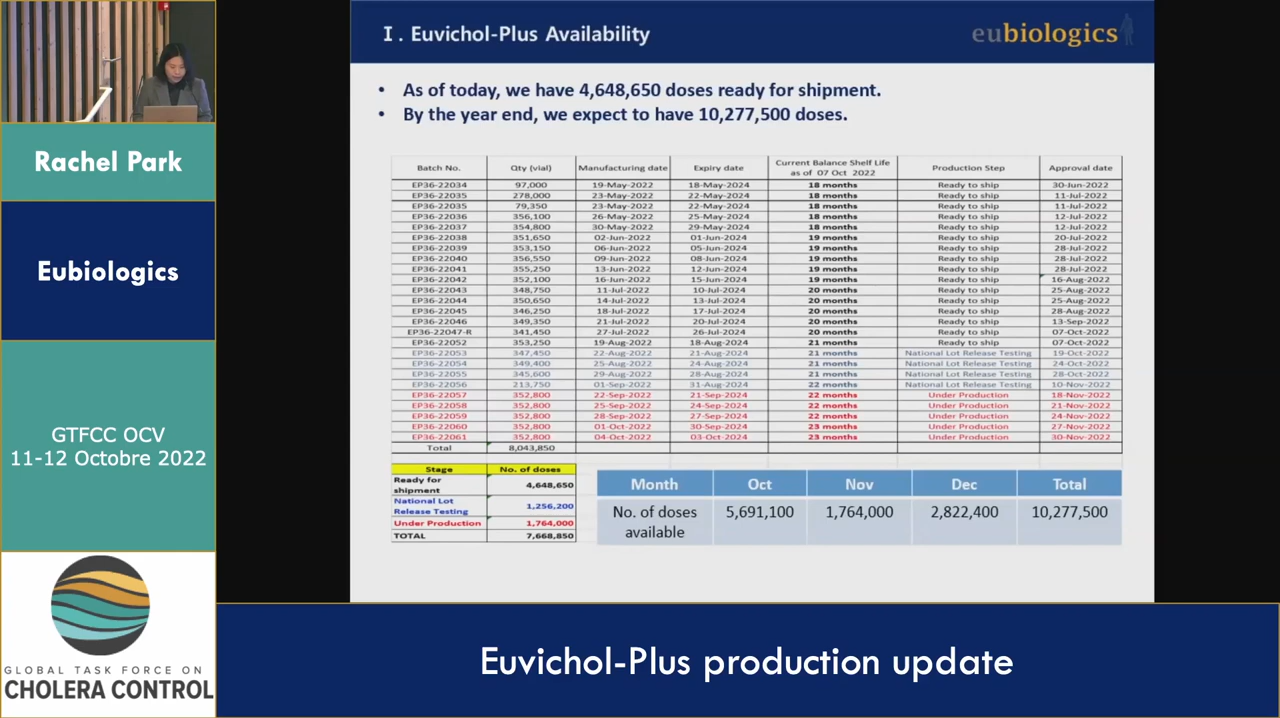 I. Euvichol-Plus Availability
eubiologics
• As of today, we have 4,648,650 doses ready for shipment.
• By the year end, we expect to have 10,277,500 doses.
Batch No. Qty (vial) Manufacturing date Expiry date Current Balance Shelf Life as of 07 Oct 2022 Production Step Approval date
EP36-22034 97,000 19-May-2022 18-May-2024 18 months Ready to ship 30-Jun-2022
EP36-22035 278,000 23-May-2022 22-May-2024 18 months Ready to ship 11-Jul-2022
EP36-22035 79,350 23-May-2022 22-May-2024 18 months Ready to ship 11-Jul-2022
EP36-22036 356,100 26-May-2022 25-May-2024 18 months Ready to ship 12-Jul-2022
EP36-22037 354,800 30-May-2022 29-May-2024 18 months Ready to ship 12-Jul-2022
EP36-22038 351,650 02-Jun-2022 01-Jun-2024 19 months Ready to ship 20-Jul-2022
EP36-22039 353,150 06-Jun-2022 05-Jun-2024 19 months Ready to ship 28-Jul-2022
EP36-22040 356,550 09-Jun-2022 08-Jun-2024 19 months Ready to ship 28-Jul-2022
EP36-22041 355,250 13-Jun-2022 12-Jun-2024 19 months Ready to ship 28-Jul-2022
EP36-22042 352,100 16-Jun-2022 15-Jun-2024 19 months Ready to ship 16-Aug-2022
EP36-22043 348,750 11-Jul-2022 10-Jul-2024 20 months Ready to ship 25-Aug-2022
EP36-22044 350,650 14-Jul-2022 13-Jul-2024 20 months Ready to ship 25-Aug-2022
EP36-22045 346,250 18-Jul-2022 17-Jul-2024 20 months Ready to ship 28-Aug-2022
EP36-22046 349,350 21-Jul-2022 20-Jul-2024 20 months Ready to ship 13-Sep-2022
EP36-22047-R 341,450 27-Jul-2022 26-Jul-2024 20 months Ready to ship 07-Oct-2022
EP36-22052 353,250 19-Aug-2022 18-Aug-2024 21 months Ready to ship 07-Oct-2022
EP36-22053 347,450 22-Aug-2022 21-Aug-2024 21 months National Lot Release Testing 19-Oct-2022
EP36-22054 349,400 25-Aug-2022 24-Aug-2024 21 months National Lot Release Testing 24-Oct-2022
EP36-22055 345,600 29-Aug-2022 28-Aug-2024 21 months National Lot Release Testing 28-Oct-2022
EP36-22056 213,750 01-Sep-2022 31-Aug-2024 22 months National Lot Release Testing 10-Nov-2022
EP36-22057 352,800 22-Sep-2022 21-Sep-2024 22 months Under Production 18-Nov-2022
EP36-22058 352,800 25-Sep-2022 24-Sep-2024 22 months Under Production 21-Nov-2022
EP36-22059 352,800 28-Sep-2022 27-Sep-2024 22 months Under Production 24-Nov-2022
EP36-22060 352,800 01-Oct-2022 30-Sep-2024 23 months Under Production 27-Nov-2022
EP36-22061 352,800 04-Oct-2022 03-Oct-2024 23 months Under Production 30-Nov-2022
Total 8,043,850
Stage No. of doses
Ready for shipment 4,648,650
National Lot Release Testing 1,256,200
Under Production 1,764,000
TOTAL 7,668,850
Month Oct Nov Dec Total
No. of doses available 5,691,100 1,764,000 2,822,400 10,277,500
Rachel Park
Eubiologics
GTFCC OCV
11-12 Octobre 2022
GLOBAL TASK FORCE ON
CHOLERA CONTROL
Euvichol-Plus production update